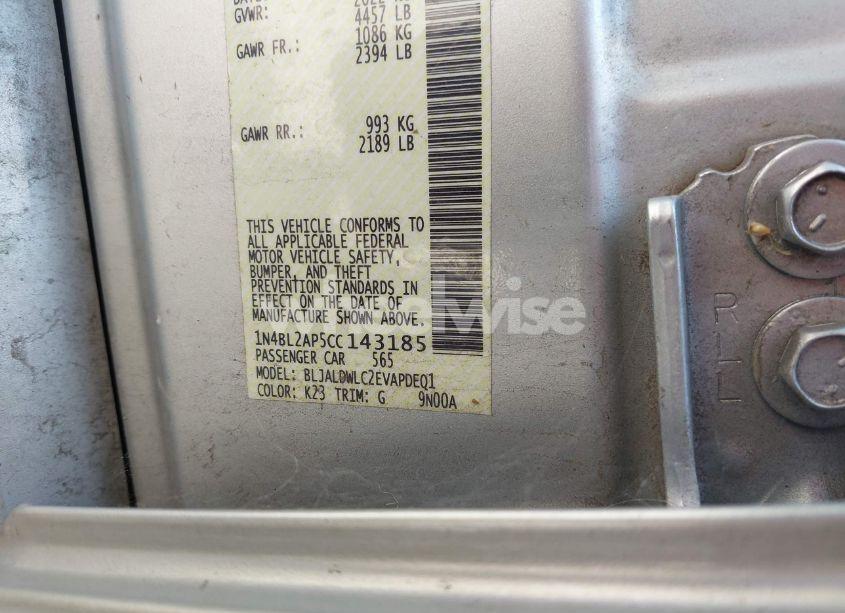 GVWR: 4457 LB
1086 KG
GAWR FR.: 2394 LB
993 KG
GAWR RR.: 2189 LB
THIS VEHICLE CONFORMS TO
ALL APPLICABLE FEDERAL
MOTOR VEHICLE SAFETY,
BUMPER, AND THEFT
PREVENTION STANDARDS IN
EFFECT ON THE DATE OF
MANUFACTURE SHOWN ABOVE.
1N4BL2AP5CC143185
PASSENGER CAR 565
MODEL: BLJALDWLC2EVAPDEQ1
COLOR: K23 TRIM: G 9N00A
RLL
wheelwise